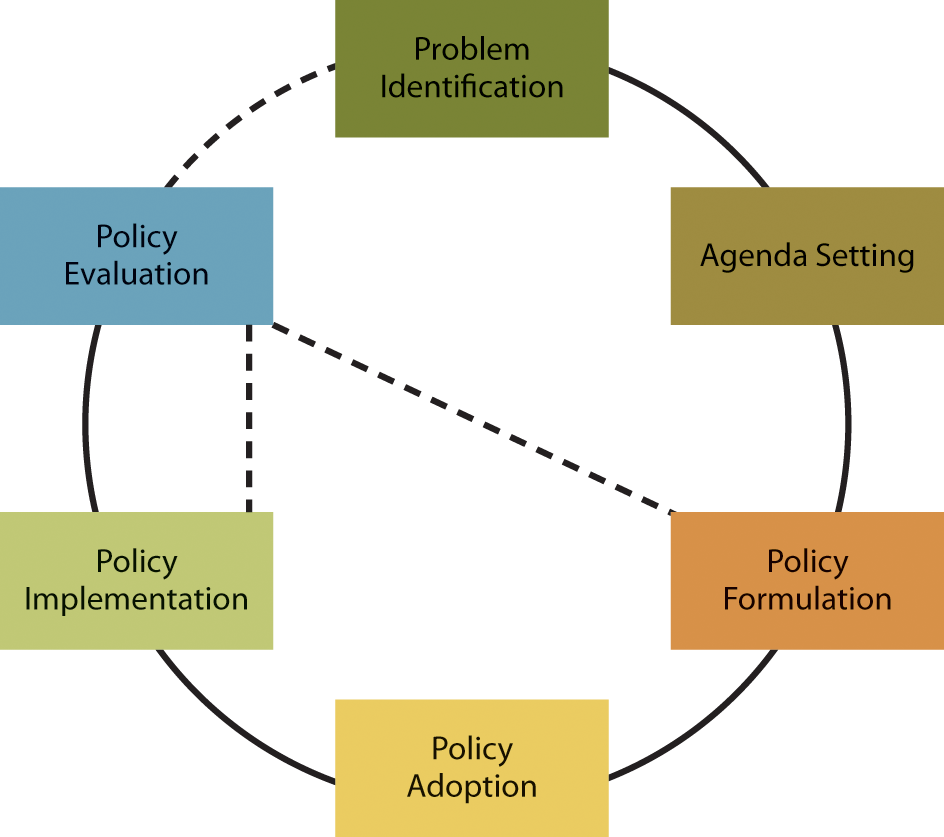 Problem
Identification
Agenda Setting
Policy
Formulation
Policy
Adoption
Policy
Implementation
Policy
Evaluation